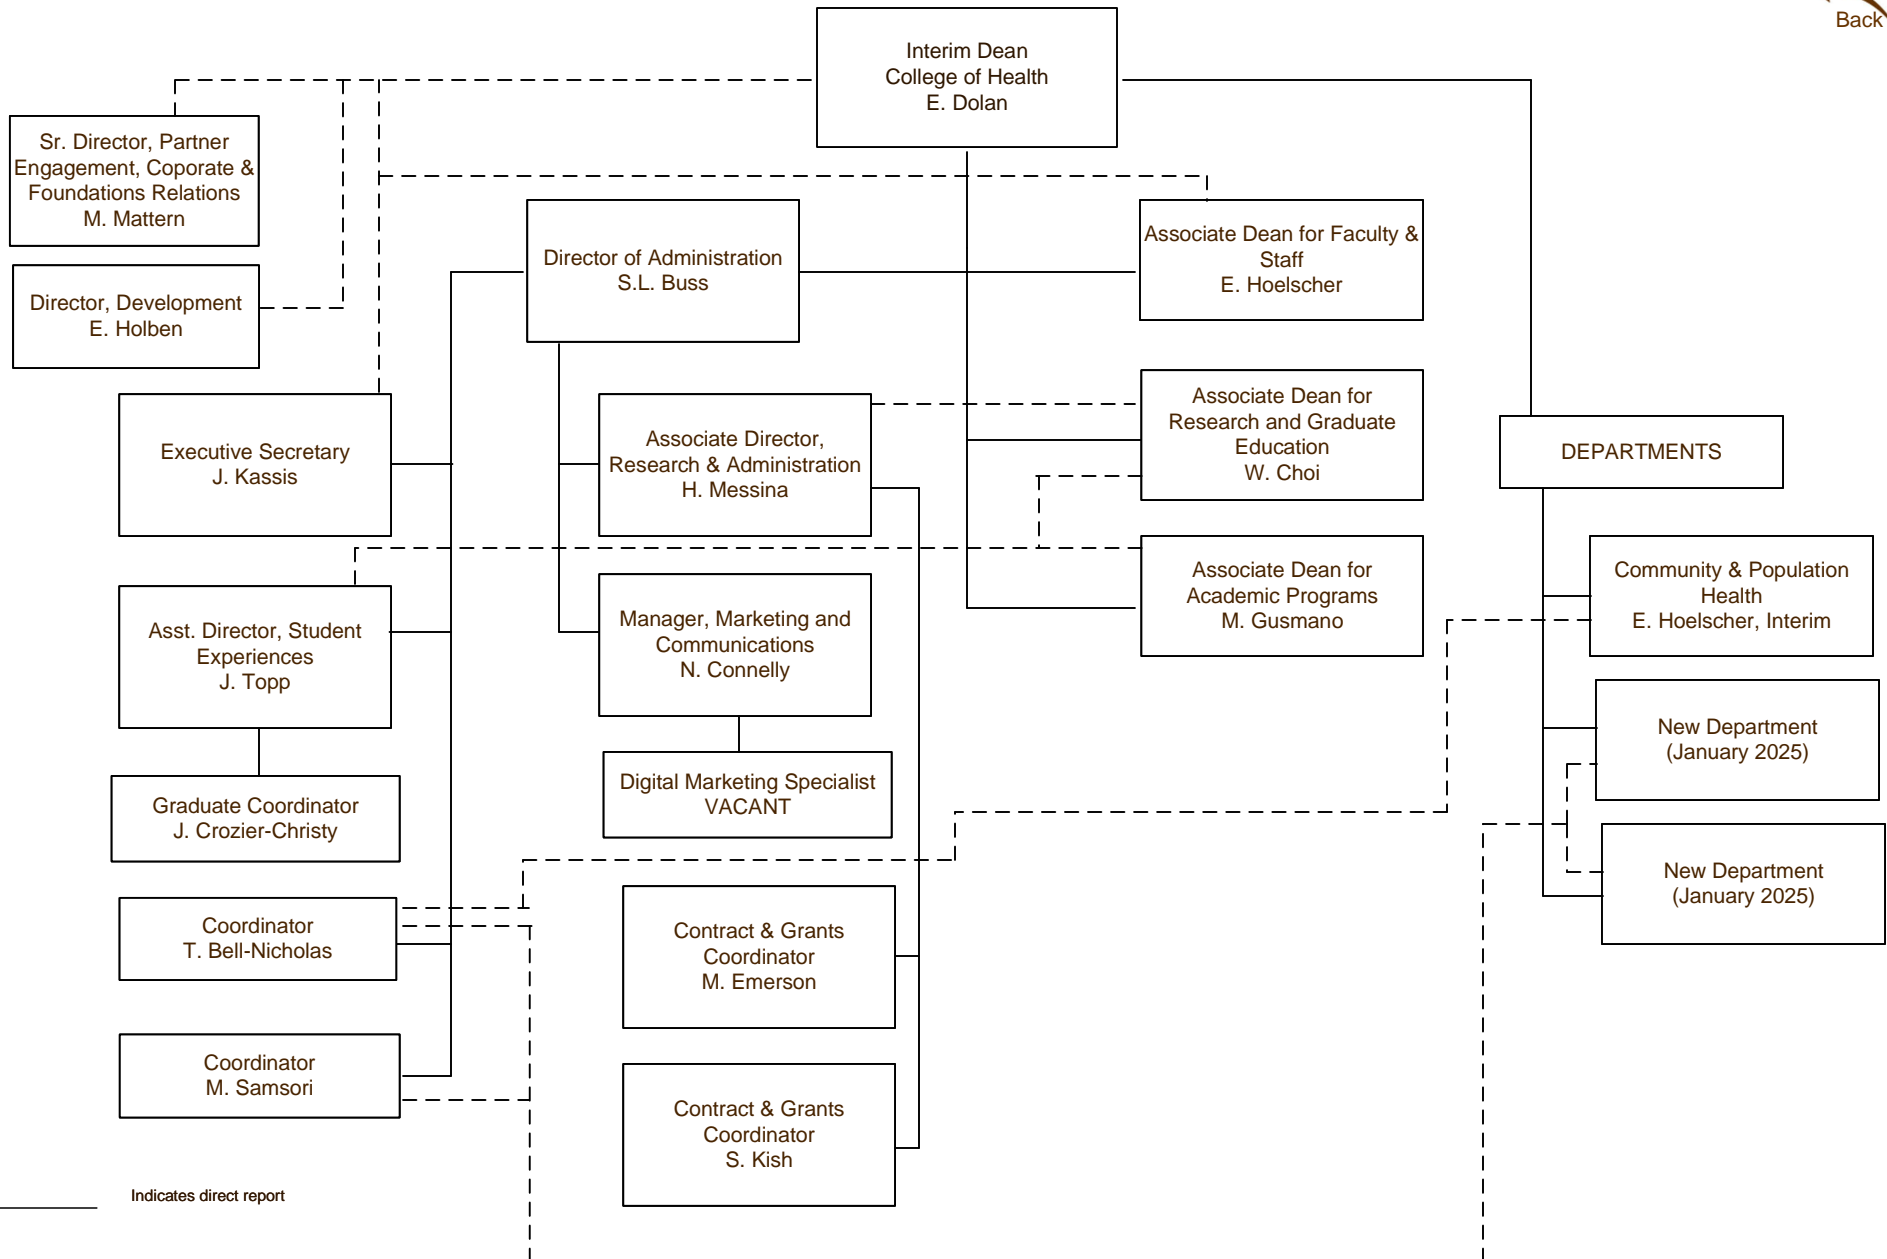 Back
Interim Dean
College of Health
E. Dolan
Sr. Director, Partner
Engagement, Coporate &
Foundations Relations
M. Mattern
Director, Development
E. Holben
Director of Administration
S.L. Buss
Associate Dean for Faculty &
Staff
E. Hoelscher
Executive Secretary
J. Kassis
Associate Director,
Research & Administration
H. Messina
Associate Dean for
Research and Graduate
Education
W. Choi
DEPARTMENTS
Asst. Director, Student
Experiences
J. Topp
Manager, Marketing and
Communications
N. Connelly
Associate Dean for
Academic Programs
M. Gusmano
Community & Population
Health
E. Hoelscher, Interim
New Department
(January 2025)
Graduate Coordinator
J. Crozier-Christy
Digital Marketing Specialist
VACANT
New Department
(January 2025)
Coordinator
T. Bell-Nicholas
Contract & Grants
Coordinator
M. Emerson
Coordinator
M. Samsori
Contract & Grants
Coordinator
S. Kish
Indicates direct report